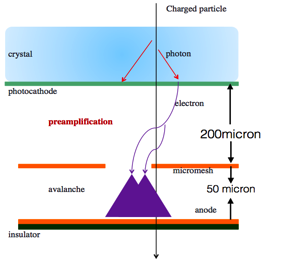 Charged particle
crystal
photon
photocathode
electron
preamplification
200micron
micromesh
avalanche
50 micron
anode
insulator